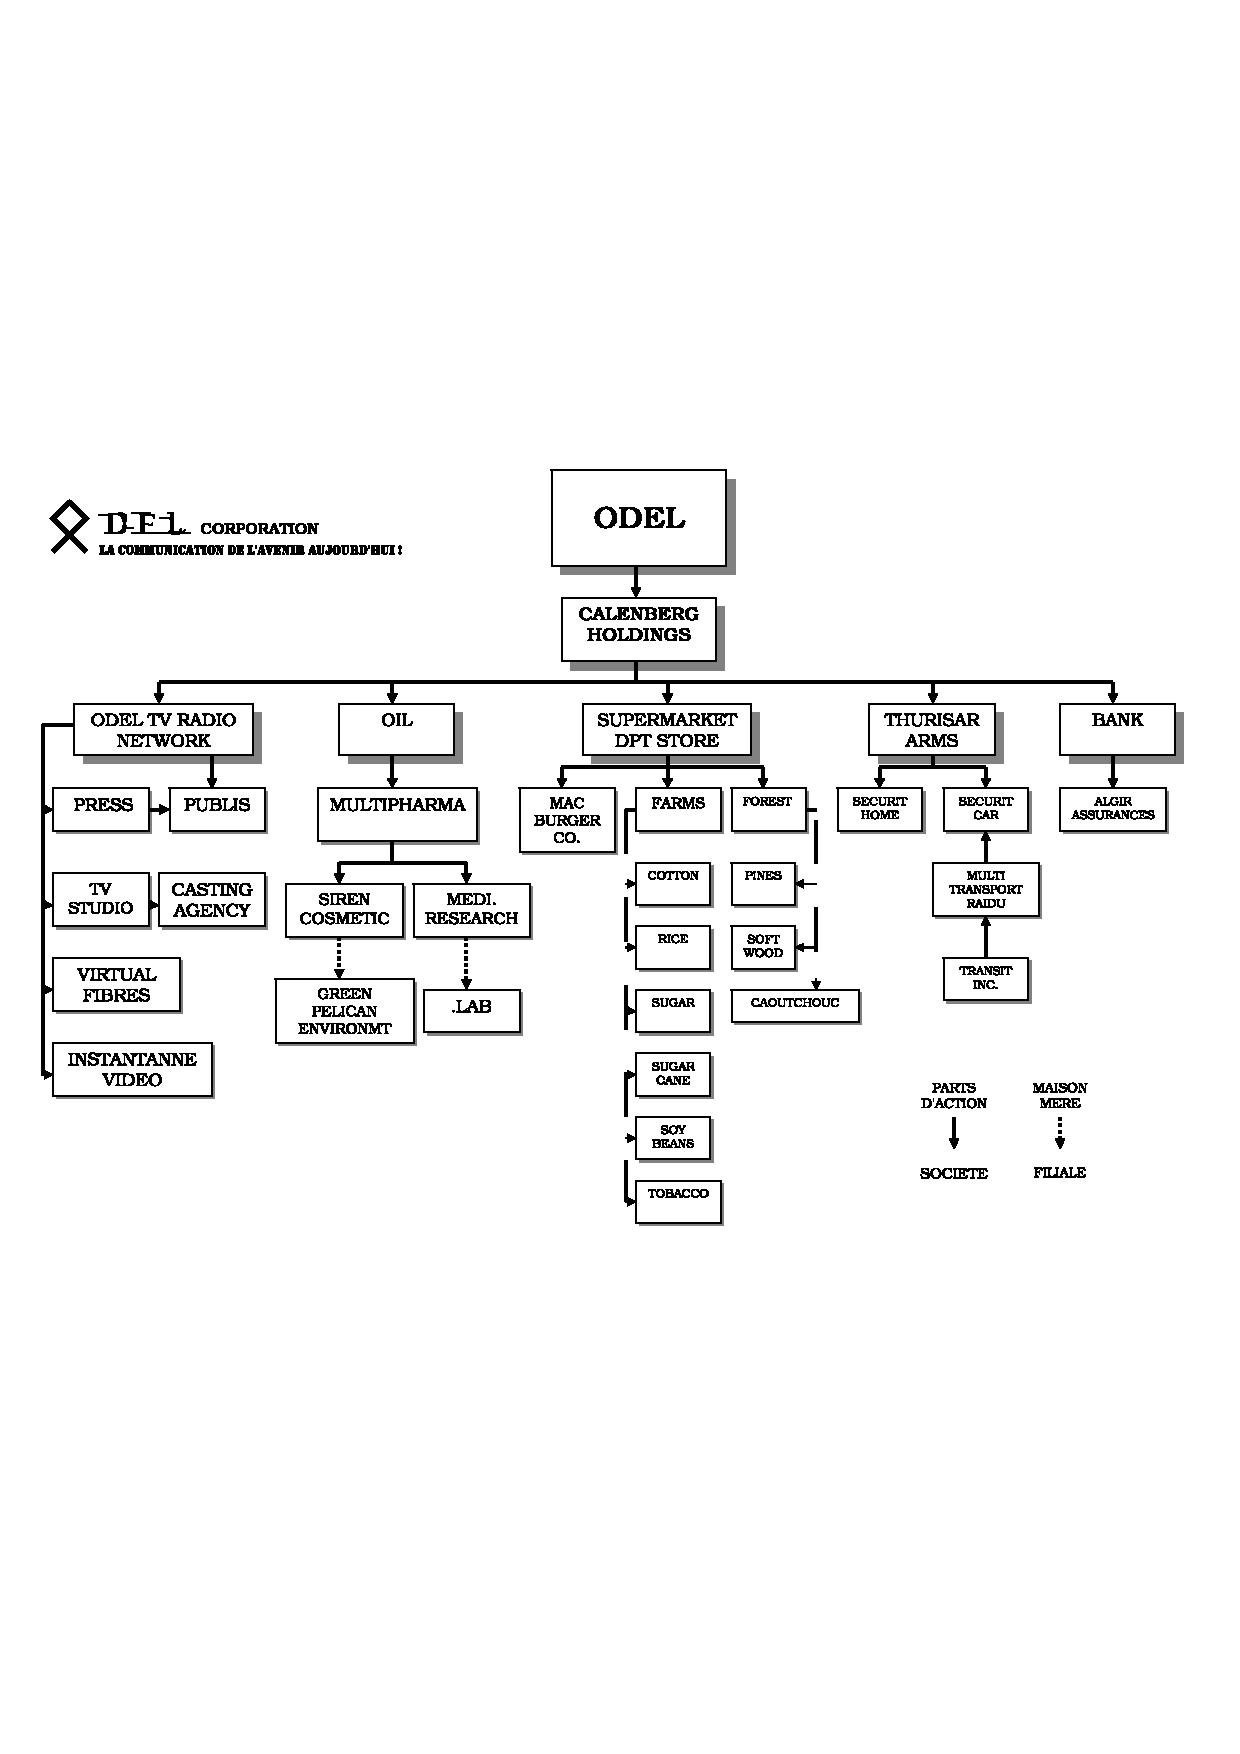 ODEL
ODEL CORPORATION
LA COMMUNICATION DE L'AVENIR AUJOURD'HUI !
CALENBERG
HOLDINGS
ODEL TV RADIO
NETWORK
OIL
SUPERMARKET
DPT STORE
THURISAR
ARMS
BANK
PRESS
PUBLIS
MULTIPHARMA
MAC
BURGER
CO.
FARMS
FOREST
SECURIT
HOME
SECURIT
CAR
ALGIR
ASSURANCES
TV
STUDIO
CASTING
AGENCY
SIREN
COSMETIC
MEDI.
RESEARCH
COTTON
PINES
MULTI
TRANSPORT
RAIDU
RICE
SOFT
WOOD
VIRTUAL
FIBRES
GREEN
PELICAN
ENVIRONMT
.LAB
SUGAR
CAOUTCHOUC
TRANSIT
INC.
INSTANTANNE
VIDEO
SUGAR
CANE
SOY
BEANS
TOBACCO
PARTS
D'ACTION
MAISON
MERE
SOCIETE
FILIALE